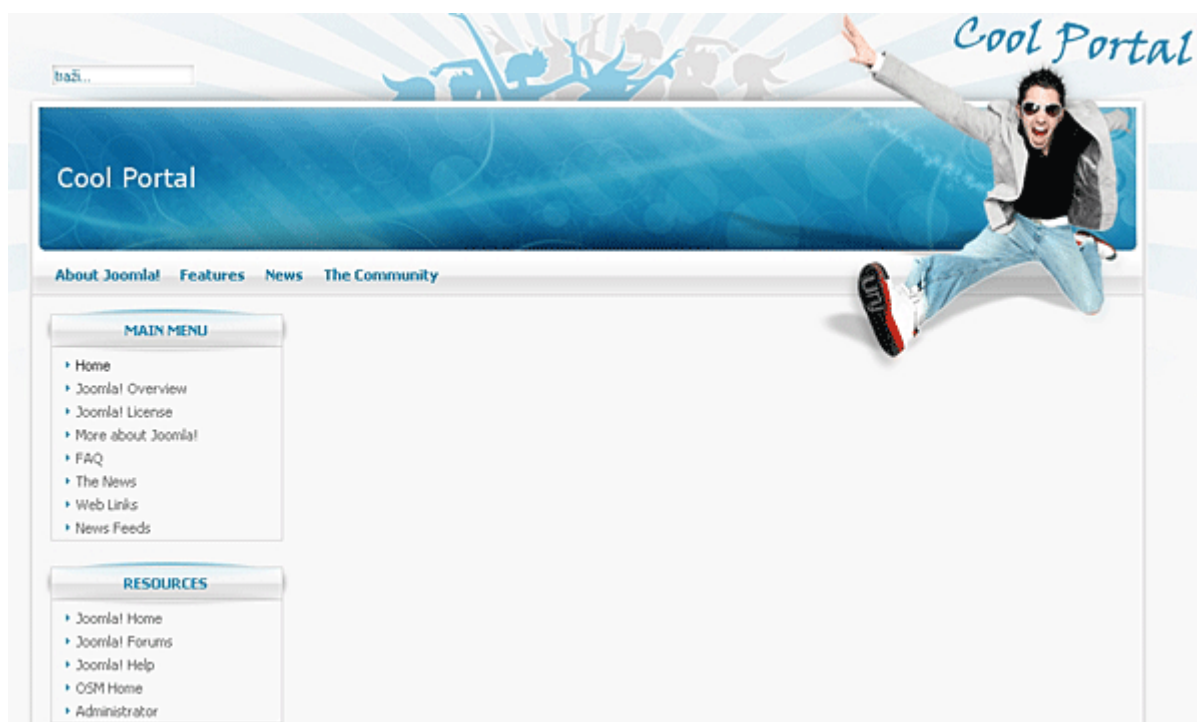 Cool Portal
traži...
Cool Portal
About Joomla! Features News The Community
MAIN MENU
Home
Joomla! Overview
Joomla! License
More about Joomla!
FAQ
The News
Web Links
News Feeds
RESOURCES
Joomla! Home
Joomla! Forums
Joomla! Help
OSM Home
Administrator